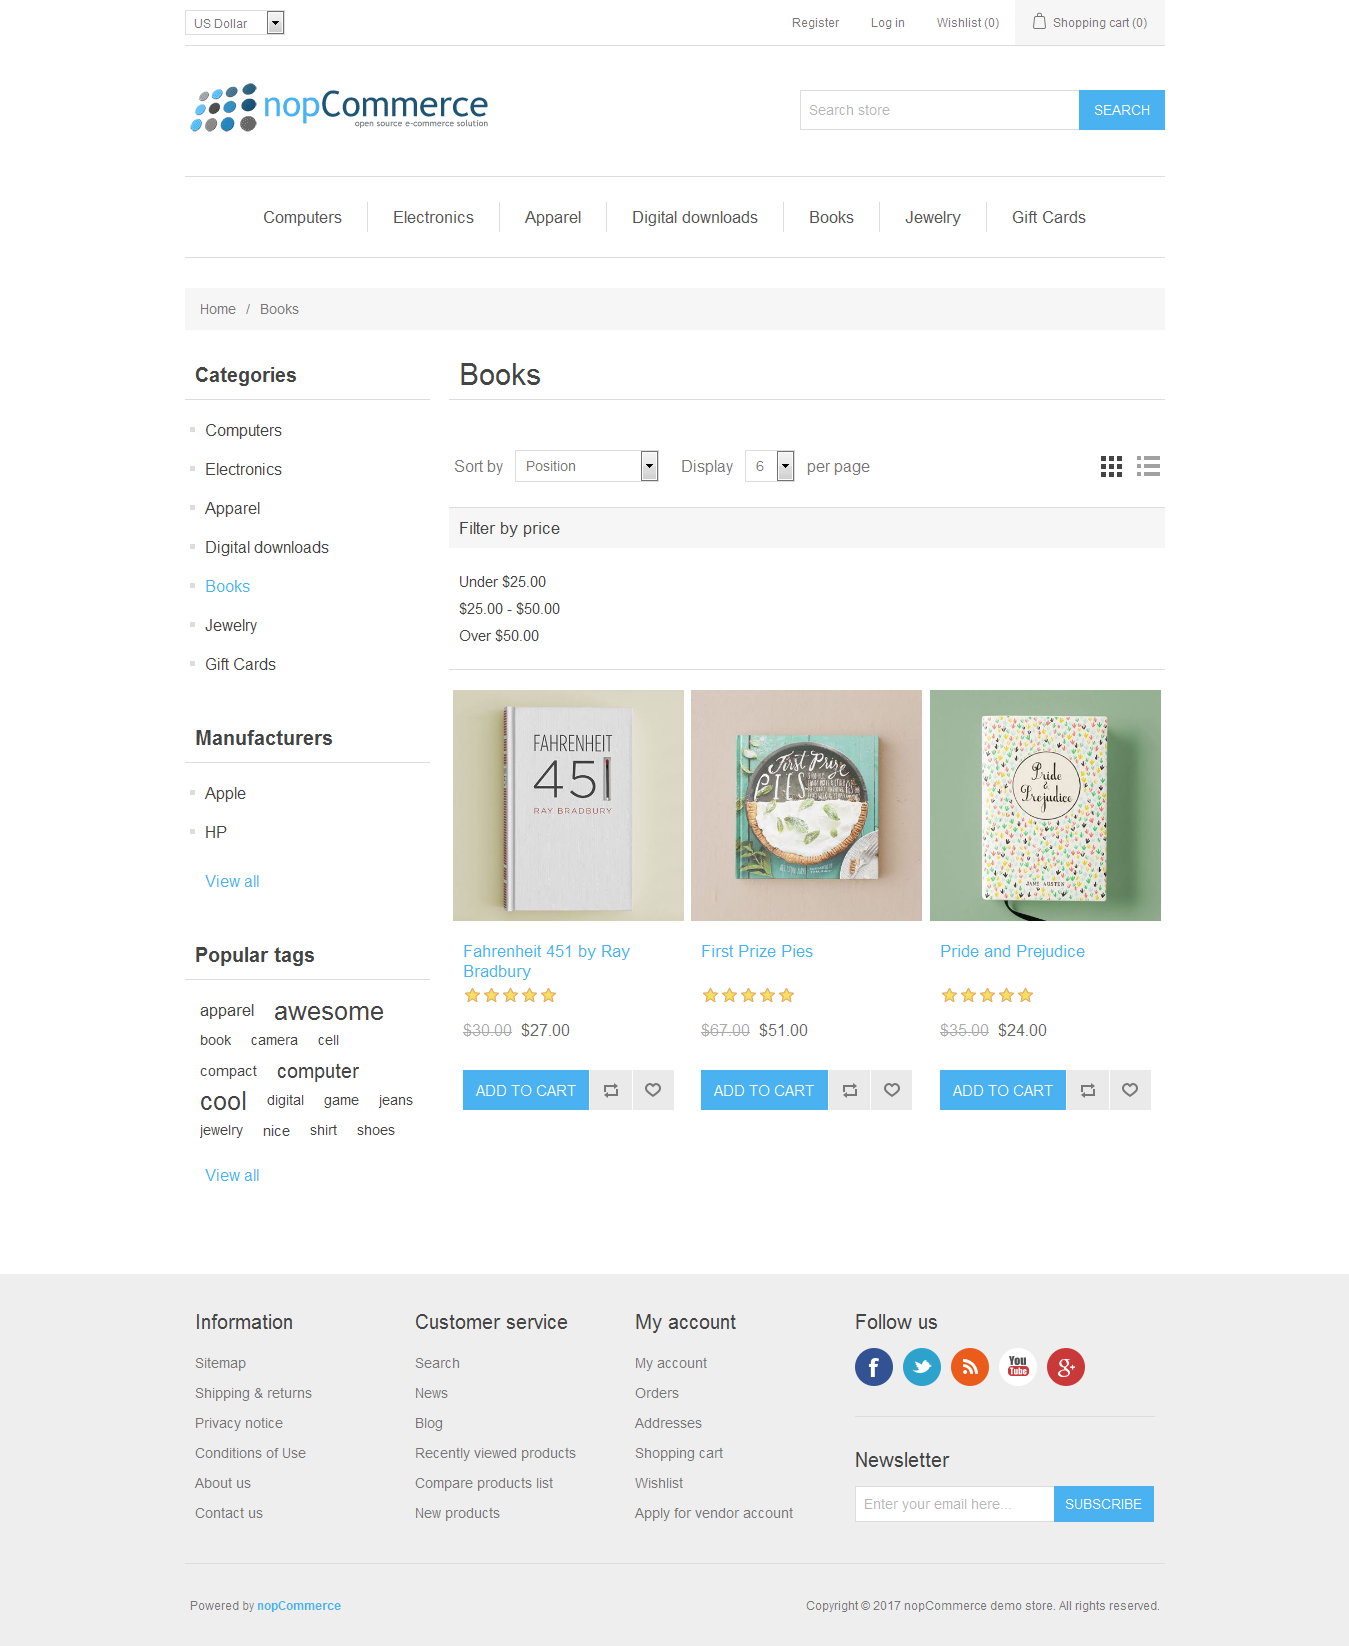 US Dollar
Register
Log in
Wishlist (0)
Shopping cart (0)
nopCommerce
open source e-commerce solution
Search store
SEARCH
Computers
Electronics
Apparel
Digital downloads
Books
Jewelry
Gift Cards
Home / Books
Categories
Computers
Electronics
Apparel
Digital downloads
Books
Jewelry
Gift Cards
Manufacturers
Apple
HP
View all
Popular tags
apparel awesome
book camera cell
compact computer
cool digital game jeans
jewelry nice shirt shoes
View all
Books
Sort by Position Display 6 per page
Filter by price
Under $25.00
$25.00 - $50.00
Over $50.00
FAHRENHEIT
451
RAY BRADBURY
First Prize
PIES
Pride
&
Prejudice
JANE AUSTEN
Fahrenheit 451 by Ray
Bradbury
$30.00 $27.00
ADD TO CART
First Prize Pies
$67.00 $51.00
ADD TO CART
Pride and Prejudice
$35.00 $24.00
ADD TO CART
Information
Sitemap
Shipping & returns
Privacy notice
Conditions of Use
About us
Contact us
Customer service
Search
News
Blog
Recently viewed products
Compare products list
New products
My account
My account
Orders
Addresses
Shopping cart
Wishlist
Apply for vendor account
Follow us
f
You
Tube
g+
Newsletter
Enter your email here...
SUBSCRIBE
Powered by nopCommerce
Copyright © 2017 nopCommerce demo store. All rights reserved.